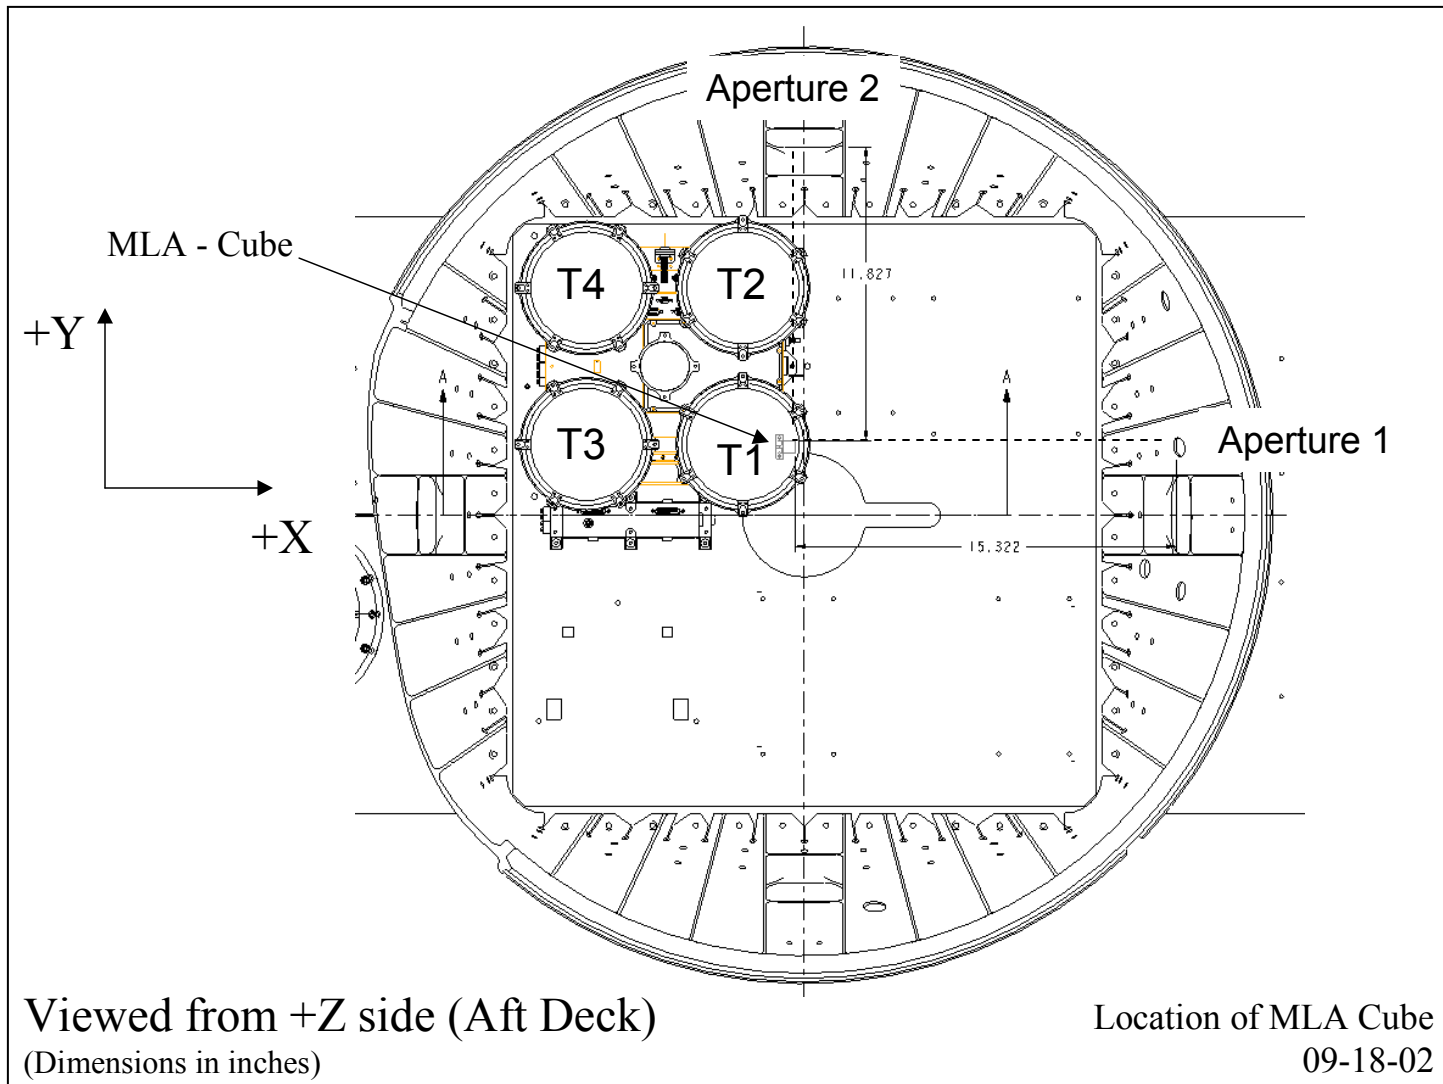 Aperture 2
MLA - Cube
T4
T2
11.827
+Y
A
A
T3
T1
Aperture 1
+X
15.322
Viewed from +Z side (Aft Deck)
(Dimensions in inches)
Location of MLA Cube
09-18-02